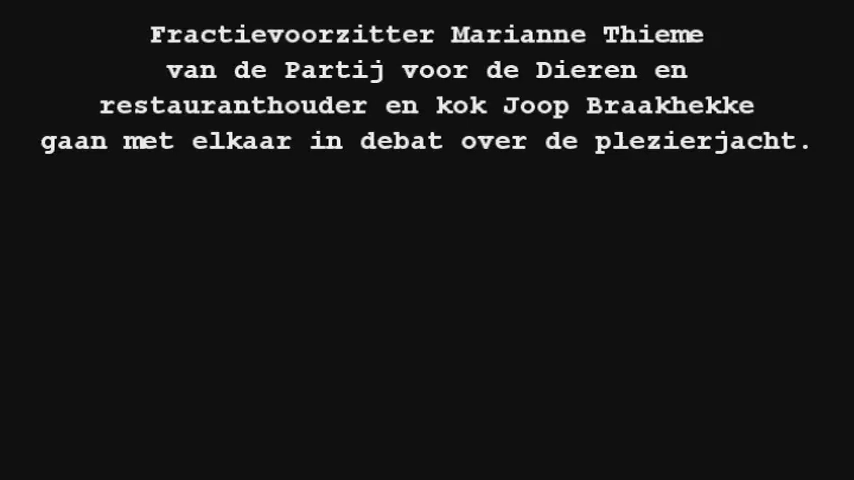 Fractievoorzitter Marianne Thieme
van de Partij voor de Dieren en
restauranthouder en kok Joop Braakhekke
gaan met elkaar in debat over de plezierjacht.